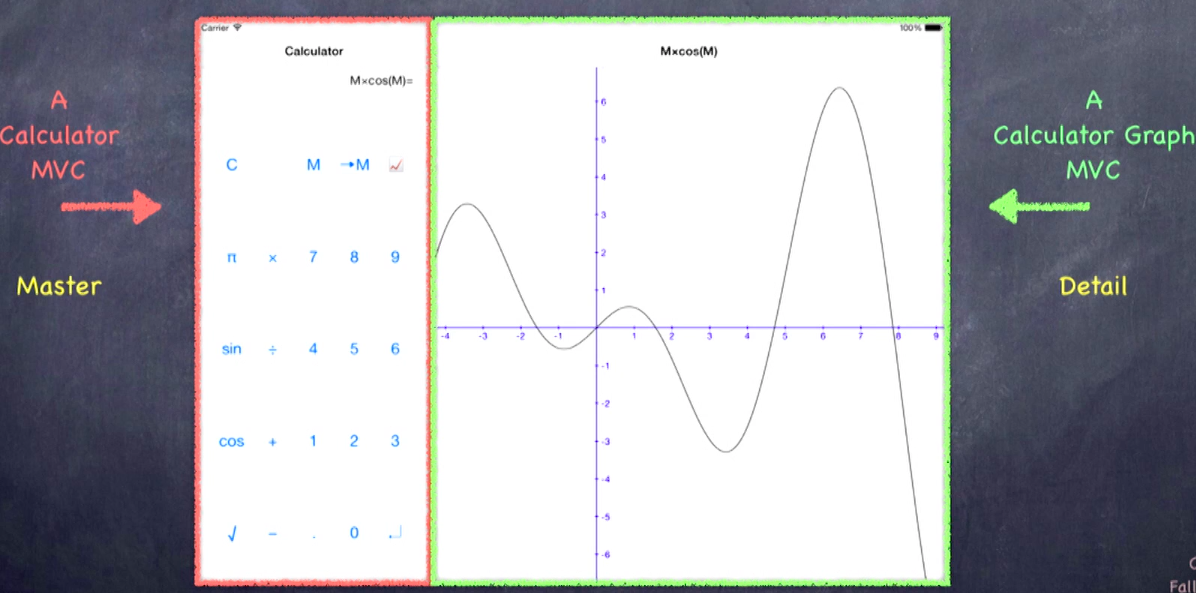 Carrier
100%
Calculator
M×cos(M)
M×cos(M)=
A
Calculator
MVC
Master
C M →M
π × 7 8 9
sin ÷ 4 5 6
cos + 1 2 3
√ − . 0
6
5
4
3
2
1
-4 -3 -2 -1 1 2 3 4 5 6 7 8 9
-1
-2
-3
-4
-5
-6
A
Calculator Graph
MVC
Detail
Fall